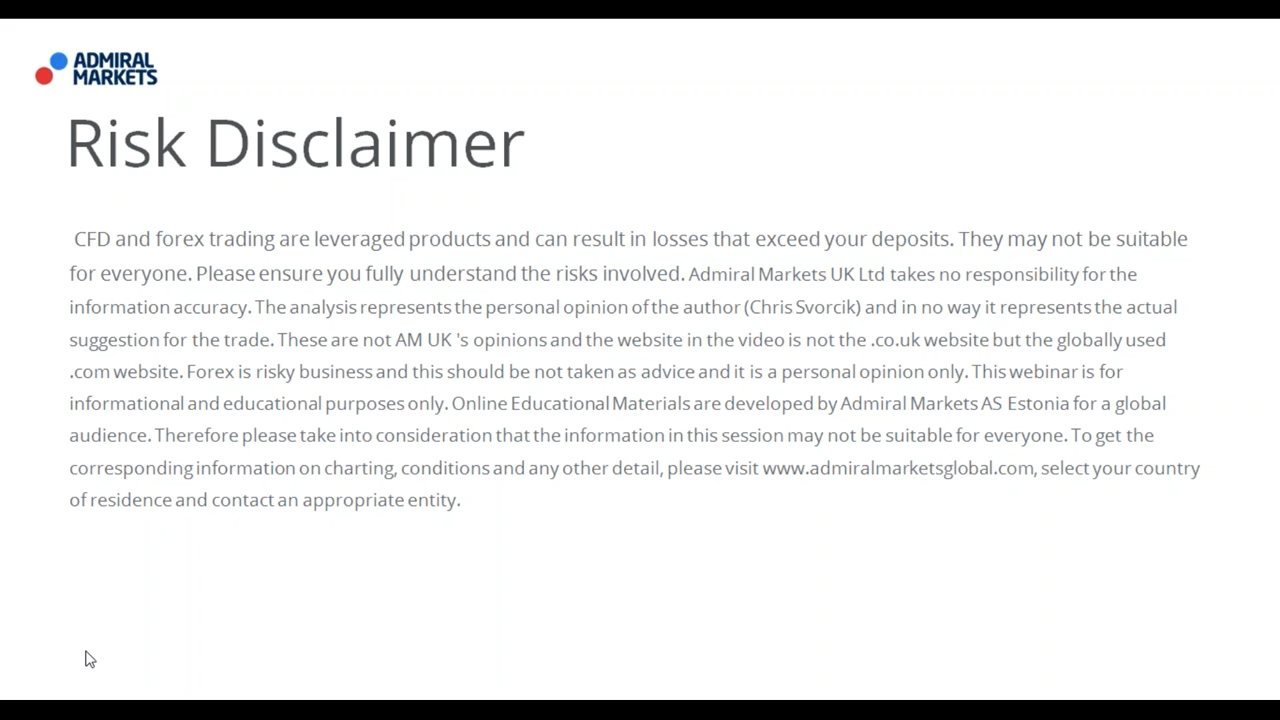 ADMIRAL
MARKETS
Risk Disclaimer
CFD and forex trading are leveraged products and can result in losses that exceed your deposits. They may not be suitable
for everyone. Please ensure you fully understand the risks involved. Admiral Markets UK Ltd takes no responsibility for the
information accuracy. The analysis represents the personal opinion of the author (Chris Svorcik) and in no way it represents the actual
suggestion for the trade. These are not AM UK 's opinions and the website in the video is not the .co.uk website but the globally used
.com website. Forex is risky business and this should be not taken as advice and it is a personal opinion only. This webinar is for
informational and educational purposes only. Online Educational Materials are developed by Admiral Markets AS Estonia for a global
audience. Therefore please take into consideration that the information in this session may not be suitable for everyone. To get the
corresponding information on charting, conditions and any other detail, please visit www.admiralmarketsglobal.com, select your country
of residence and contact an appropriate entity.